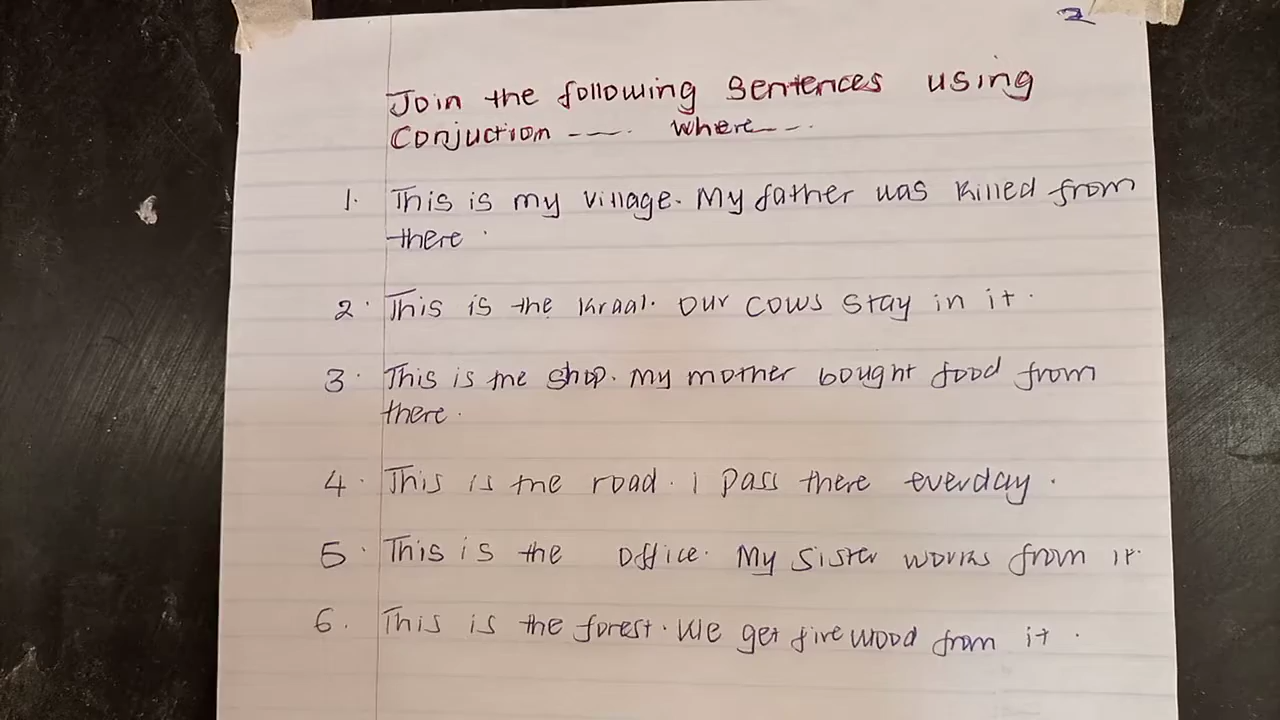 2
Join the following Sentences using
Conjuction ---- where---.
1. This is my village. My father was killed from
there.
2. This is the kraal. Our cows stay in it.
3. This is the shop. My mother bought food from
there.
4. This is the road. I pass there everday.
5. This is the office. My sister works from it.
6. This is the forest. We get fire wood from it.